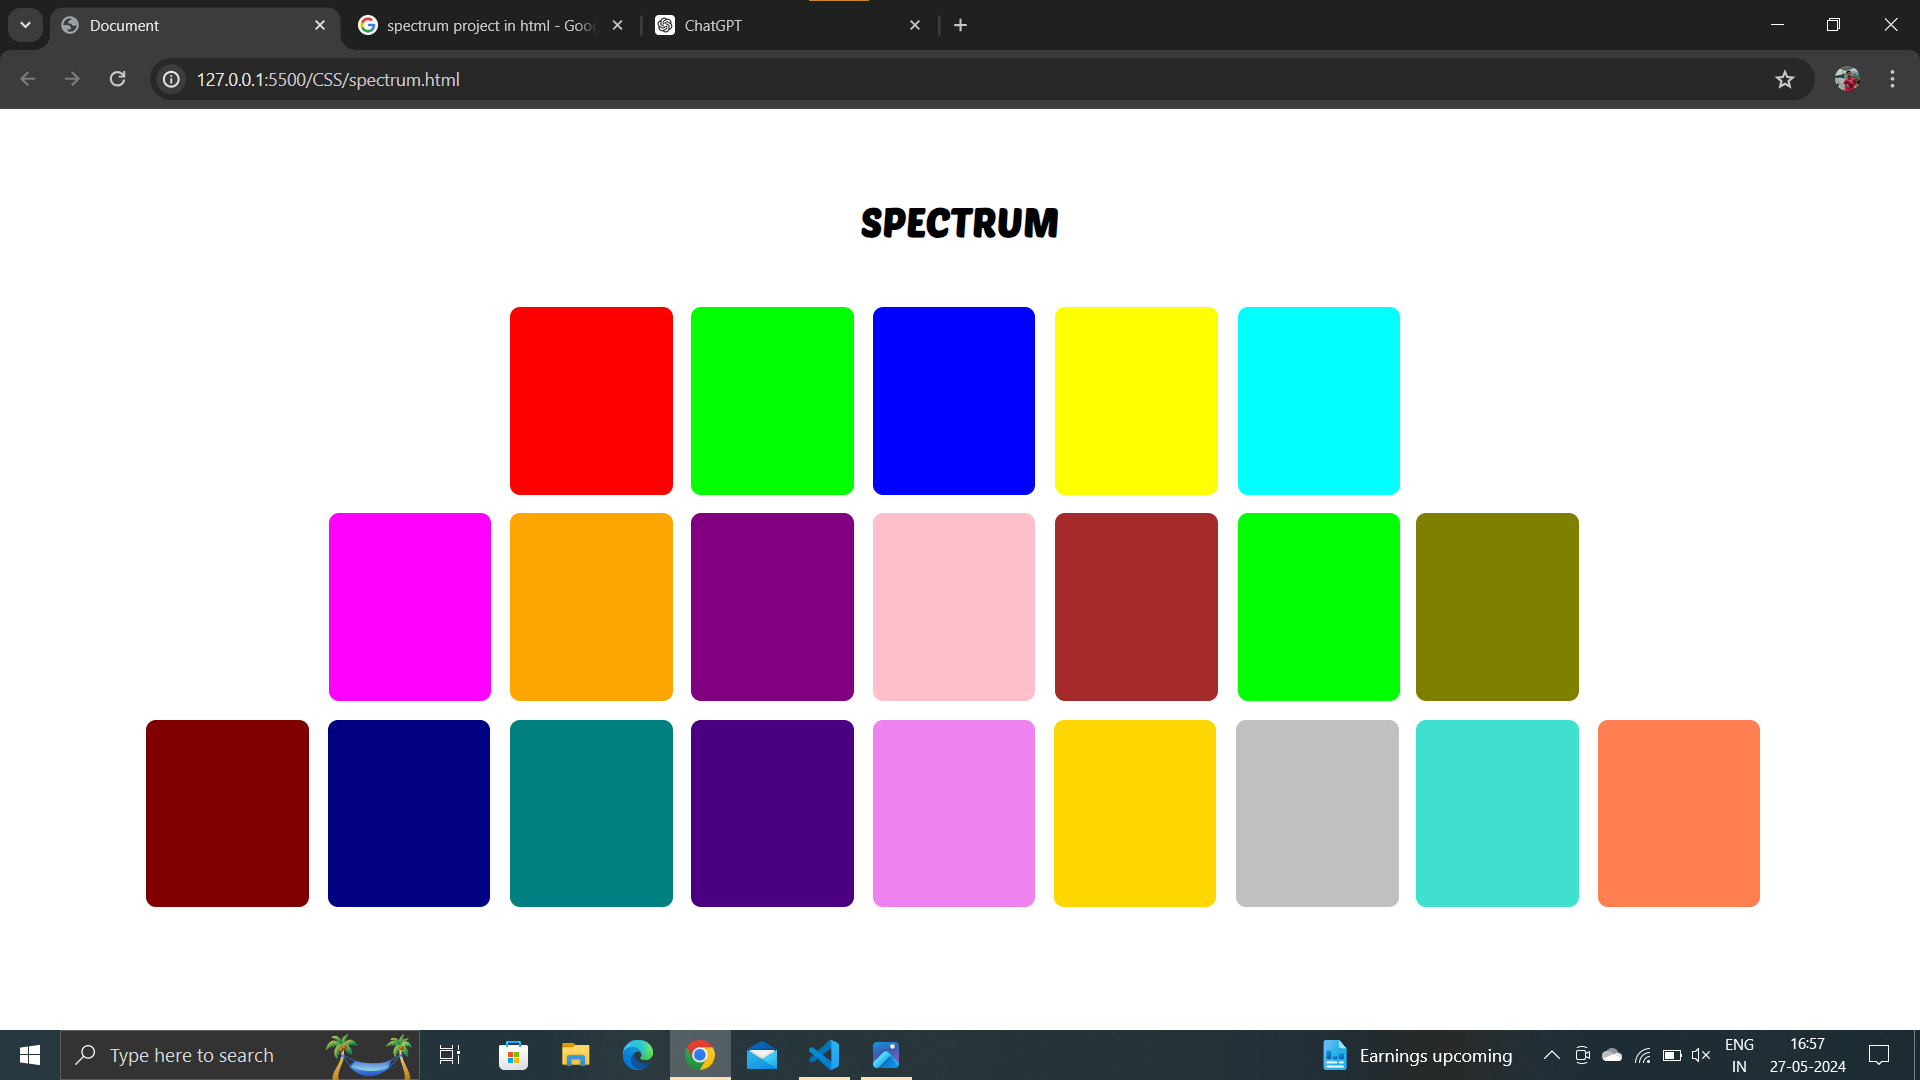 Document
spectrum project in html - Goo
ChatGPT
127.0.0.1:5500/CSS/spectrum.html
SPECTRUM
Type here to search
Earnings upcoming
ENG
IN
16:57
27-05-2024